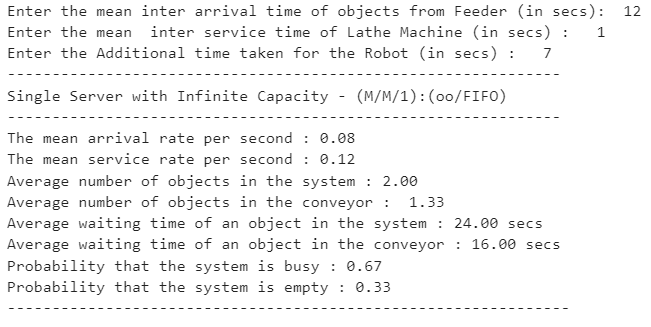 Enter the mean inter arrival time of objects from Feeder (in secs):  12
Enter the mean  inter service time of Lathe Machine (in secs) :   1
Enter the Additional time taken for the Robot (in secs) :   7
--------------------------------------------------------------
Single Server with Infinite Capacity - (M/M/1):(oo/FIFO)
--------------------------------------------------------------
The mean arrival rate per second : 0.08
The mean service rate per second : 0.12
Average number of objects in the system : 2.00
Average number of objects in the conveyor :  1.33
Average waiting time of an object in the system : 24.00 secs
Average waiting time of an object in the conveyor : 16.00 secs
Probability that the system is busy : 0.67
Probability that the system is empty : 0.33
---------------------------------------------------------------